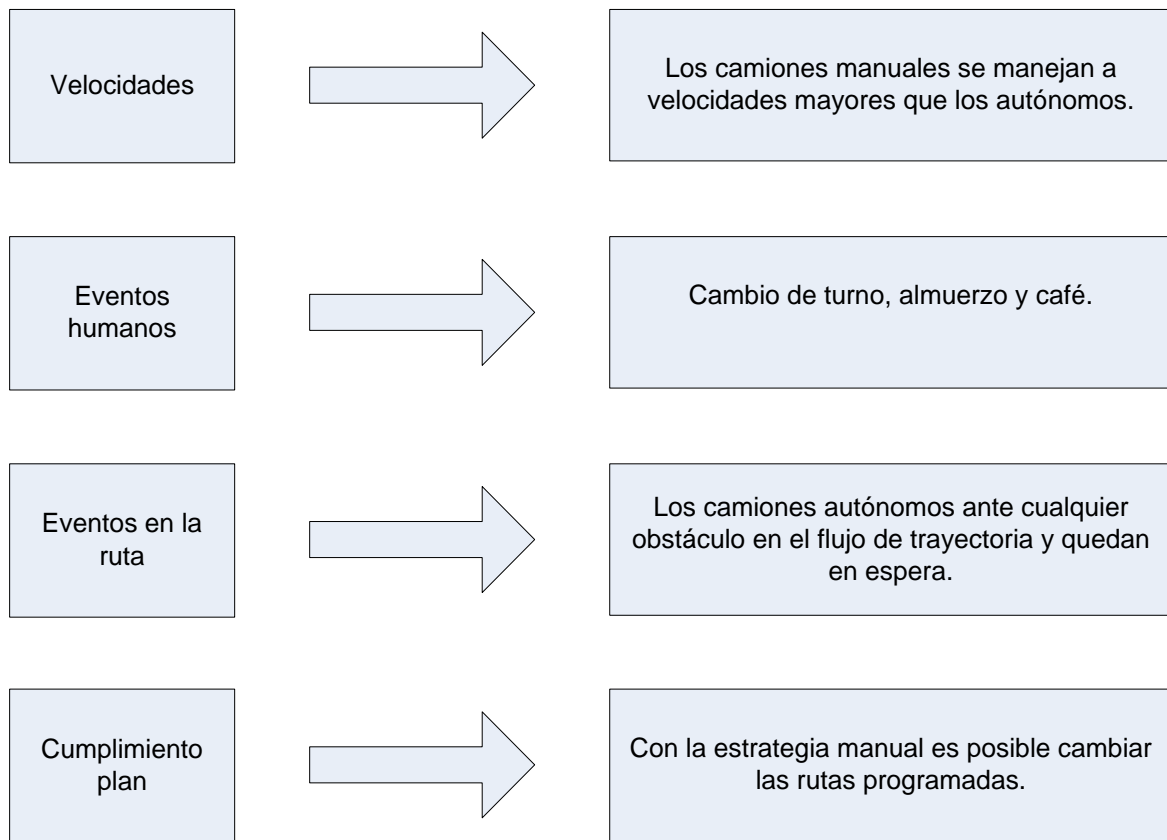 Velocidades
Los camiones manuales se manejan a
velocidades mayores que los autónomos.
Eventos
humanos
Cambio de turno, almuerzo y café.
Eventos en la
ruta
Los camiones autónomos ante cualquier
obstáculo en el flujo de trayectoria y quedan
en espera.
Cumplimiento
plan
Con la estrategia manual es posible cambiar
las rutas programadas.